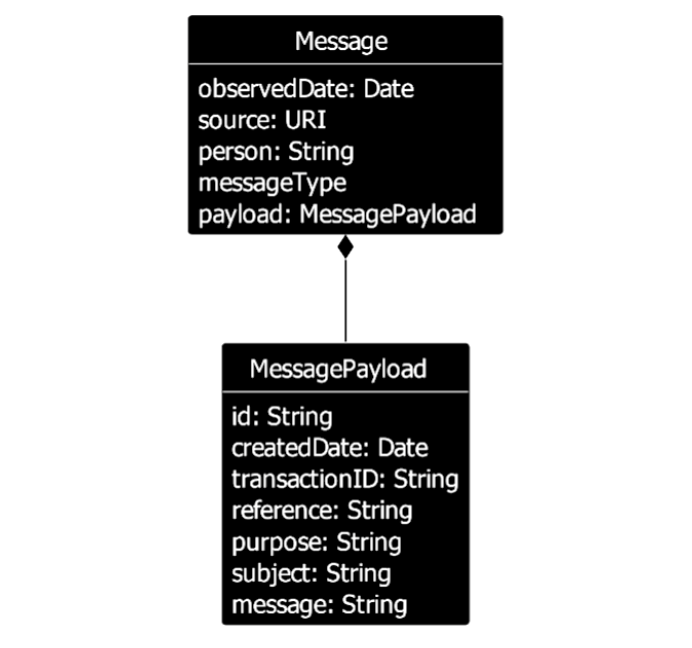 Message
observedDate: Date
source: URI
person: String
messageType
payload: MessagePayload
MessagePayload
id: String
createdDate: Date
transactionID: String
reference: String
purpose: String
subject: String
message: String